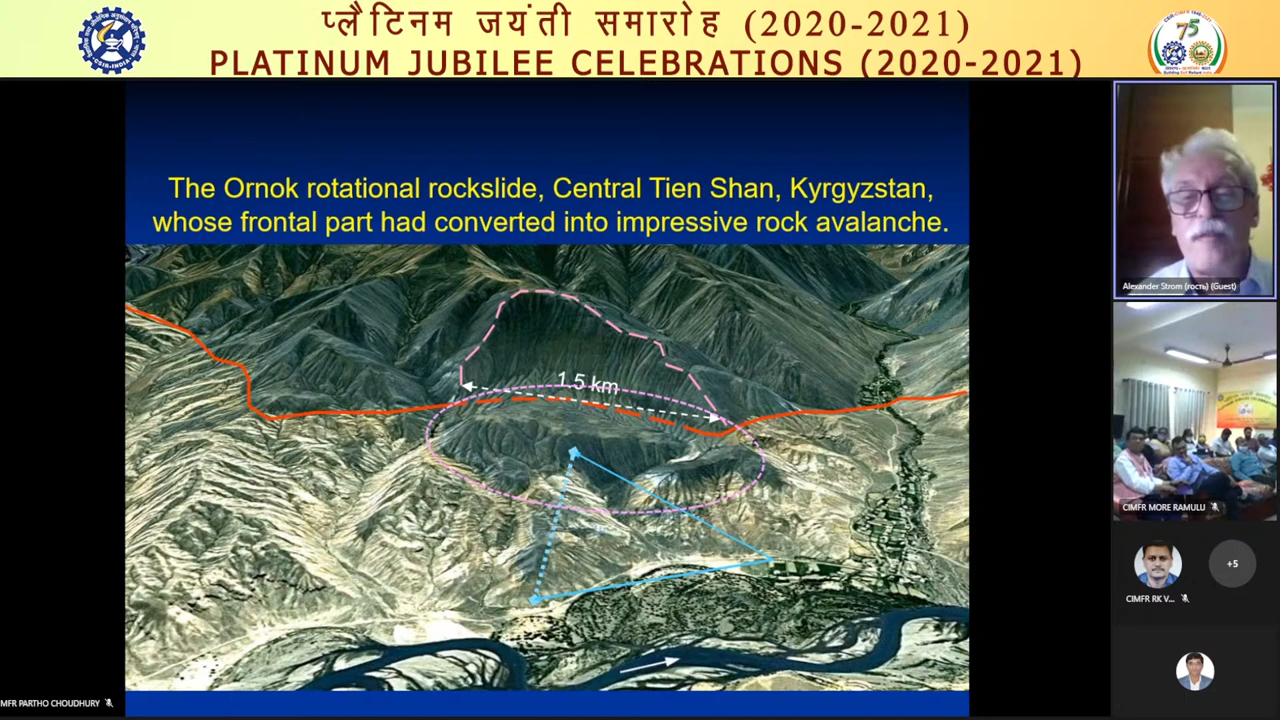 प्लैटिनम जयंती समारोह (2020-2021)
PLATINUM JUBILEE CELEBRATIONS (2020-2021)
75
The Ornok rotational rockslide, Central Tien Shan, Kyrgyzstan,
whose frontal part had converted into impressive rock avalanche.
1.5 km
Alexander Strom (гость) (Guest)
CIMFR MORE RAMULU
CIMFR RK V...
+5
MFR PARTHO CHOUDHURY